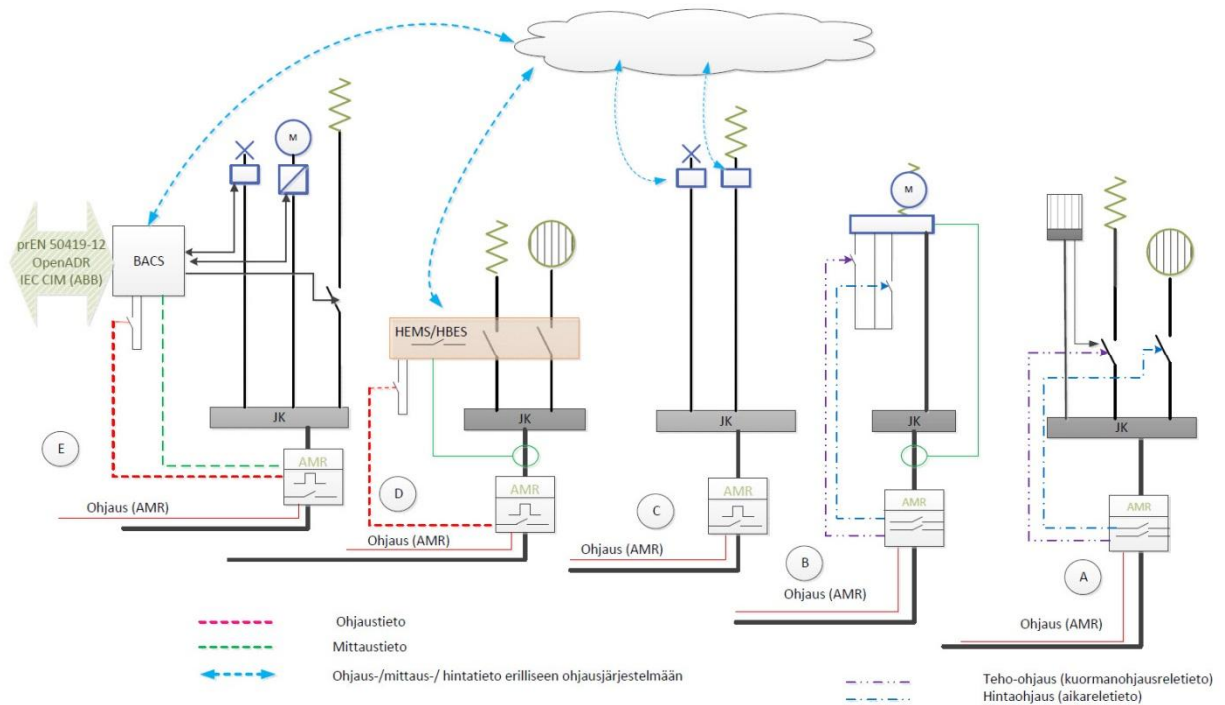 M
prEN 50419-12
OpenADR
IEC CIM (ABB)
BACS
M
HEMS/HBES
JK
JK
JK
JK
JK
E
AMR
D
AMR
C
AMR
B
AMR
A
AMR
Ohjaus (AMR)
Ohjaus (AMR)
Ohjaus (AMR)
Ohjaus (AMR)
Ohjaus (AMR)
Ohjaustieto
Mittaustieto
Ohjaus-/mittaus-/ hintatieto erilliseen ohjausjärjestelmään
Teho-ohjaus (kuormanohjausreletieto)
Hintaohjaus (aikareletieto)